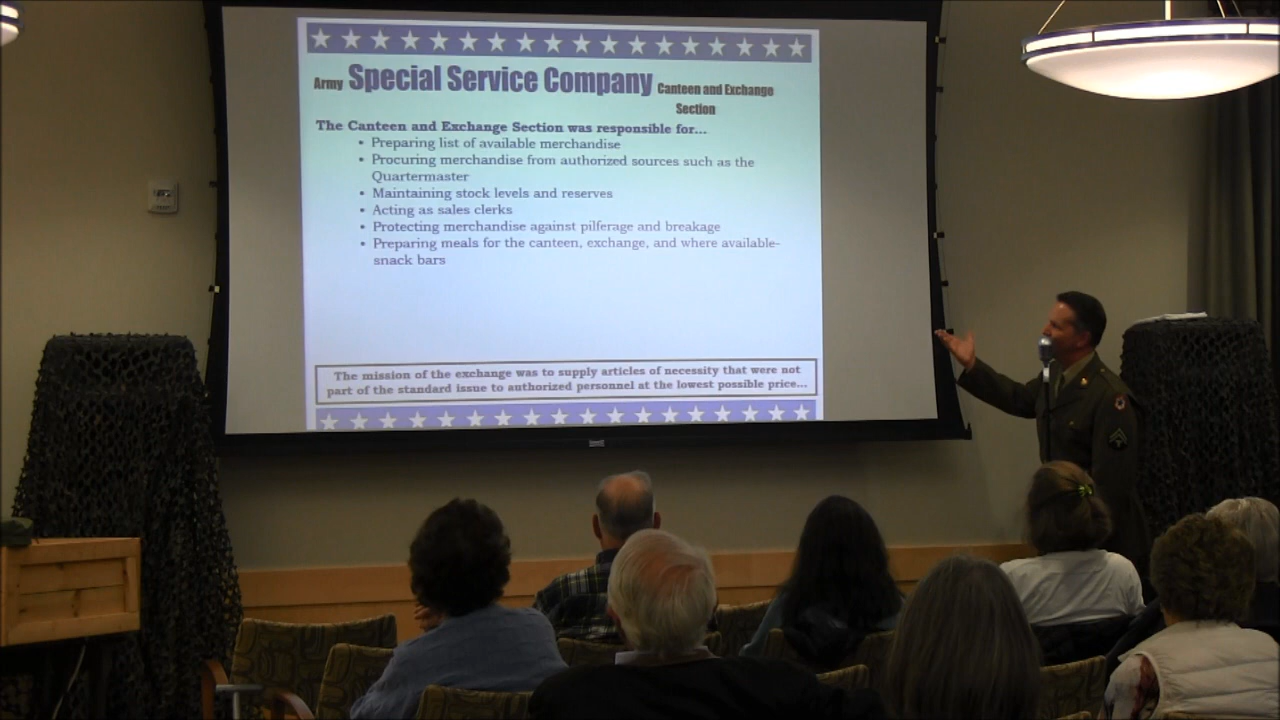 Army Special Service Company Canteen and Exchange
Section
The Canteen and Exchange Section was responsible for...
• Preparing list of available merchandise
• Procuring merchandise from authorized sources such as the
Quartermaster
• Maintaining stock levels and reserves
• Acting as sales clerks
• Protecting merchandise against pilferage and breakage
• Preparing meals for the canteen, exchange, and where available-
snack bars
The mission of the exchange was to supply articles of necessity that were not
part of the standard issue to authorized personnel at the lowest possible price...